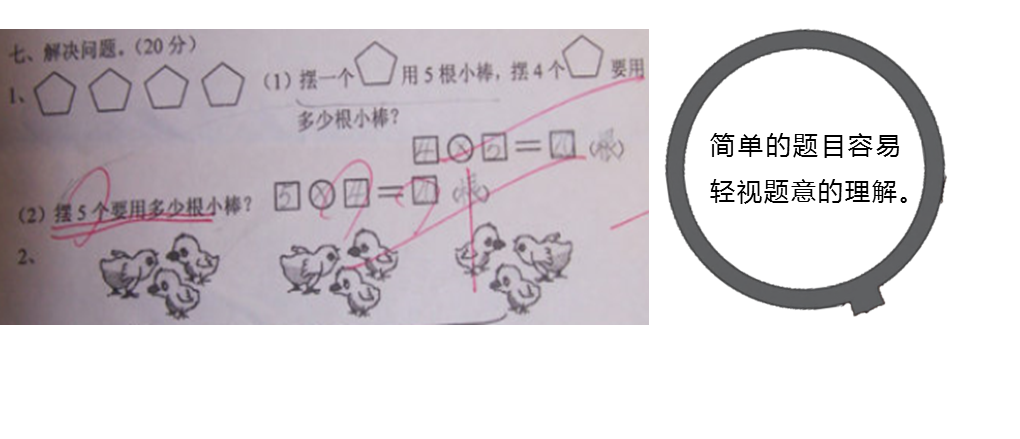 七、解决问题。（20分）
1、
（1）摆一个用5根小棒，摆4个要用
多少根小棒？
4×5=20（根）
（2）摆5个要用多少根小棒？
5×4=20（根）
2、
简单的题目容易
轻视题意的理解。